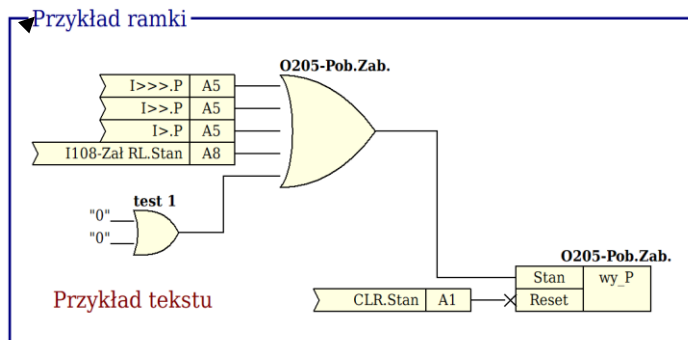 Przykład ramki
O205-Pob.Zab.
I>>>.P A5
I>>.P A5
I>.P A5
I108-Zał RL.Stan A8
test 1
"0"
"0"
O205-Pob.Zab.
Stan wy_P
Przykład tekstu
CLR.Stan A1
Reset